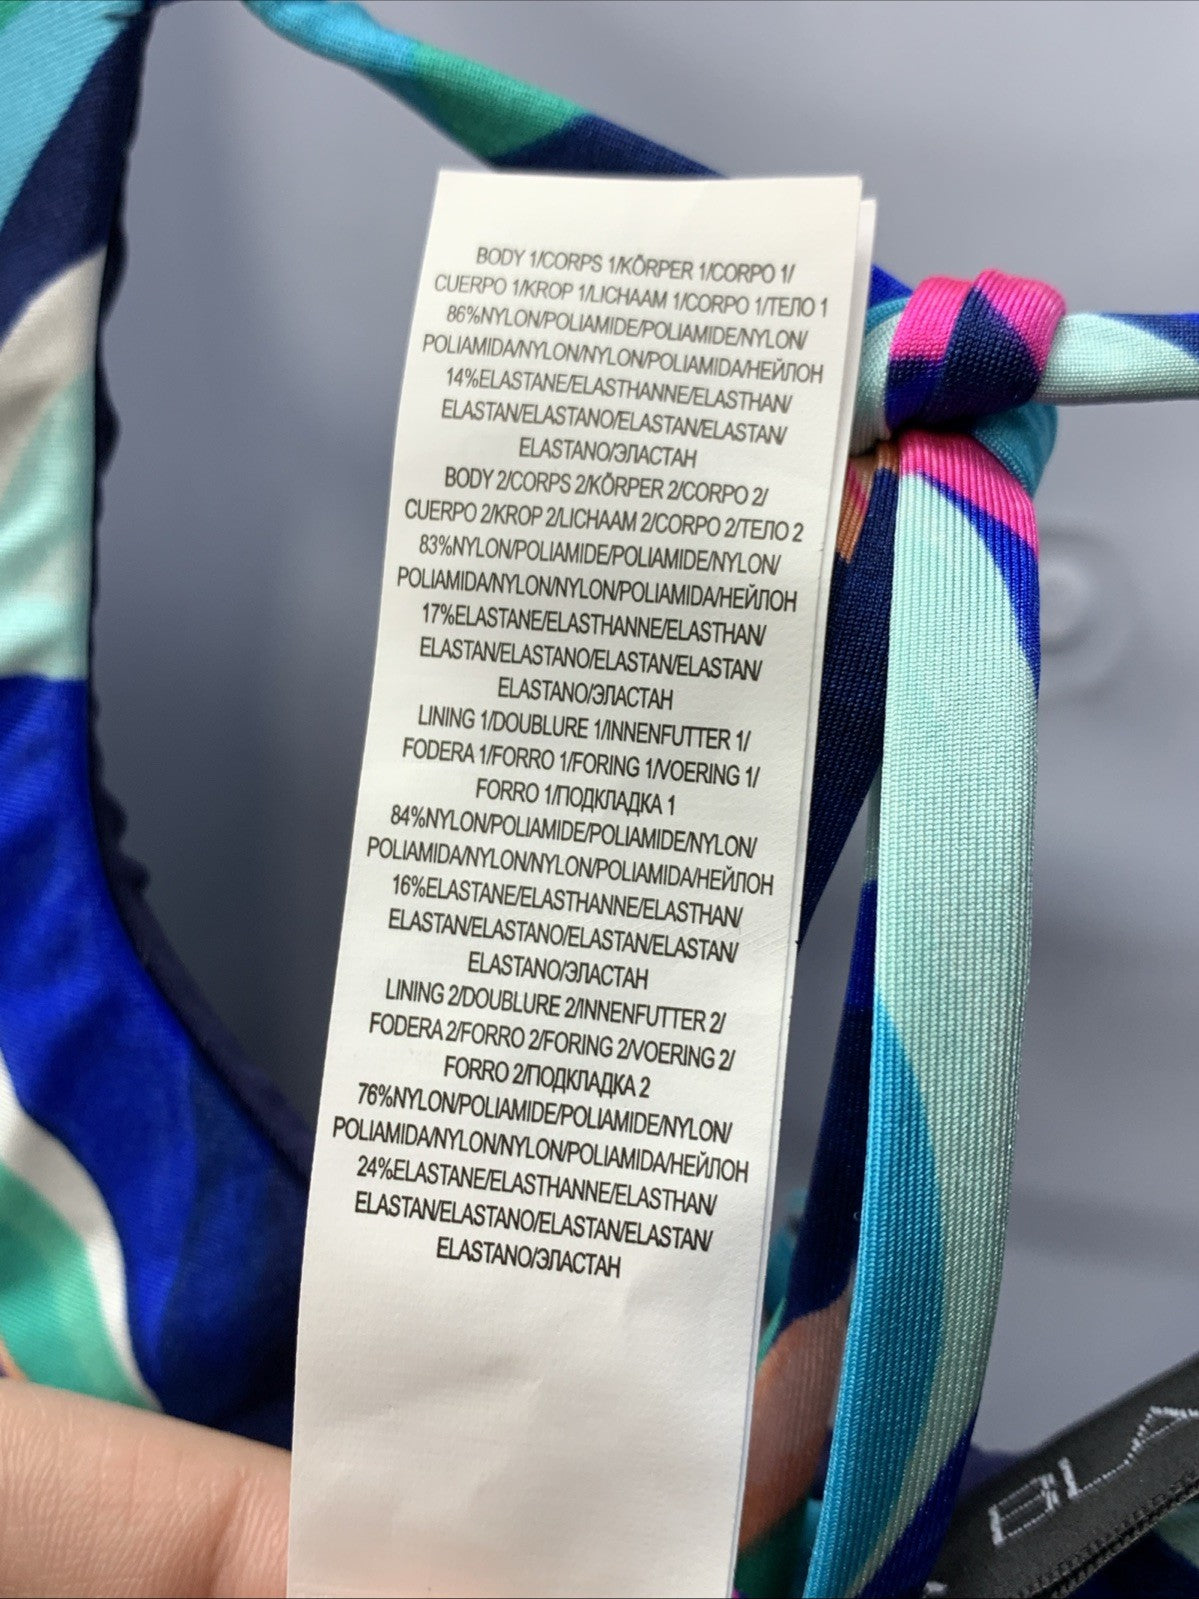 BODY 1/CORPS 1/KÖRPER 1/CORPO 1/
CUERPO 1/KROP 1/LICHAAM 1/CORPO 1/ТЕЛО 1
86%NYLON/POLIAMIDE/POLIAMIDE/NYLON/
POLIAMIDA/NYLON/NYLON/POLIAMIDA/НЕЙЛОН
14%ELASTANE/ELASTHANNE/ELASTHAN/
ELASTAN/ELASTANO/ELASTAN/ELASTAN/
ELASTANO/ЭЛАСТАН
BODY 2/CORPS 2/KÖRPER 2/CORPO 2/
CUERPO 2/KROP 2/LICHAAM 2/CORPO 2/ТЕЛО 2
83%NYLON/POLIAMIDE/POLIAMIDE/NYLON/
POLIAMIDA/NYLON/NYLON/POLIAMIDA/НЕЙЛОН
17%ELASTANE/ELASTHANNE/ELASTHAN/
ELASTAN/ELASTANO/ELASTAN/ELASTAN/
ELASTANO/ЭЛАСТАН
LINING 1/DOUBLURE 1/INNENFUTTER 1/
FODERA 1/FORRO 1/FORING 1/VOERING 1/
FORRO 1/ПОДКЛАДКА 1
84%NYLON/POLIAMIDE/POLIAMIDE/NYLON/
POLIAMIDA/NYLON/NYLON/POLIAMIDA/НЕЙЛОН
16%ELASTANE/ELASTHANNE/ELASTHAN/
ELASTAN/ELASTANO/ELASTAN/ELASTAN/
ELASTANO/ЭЛАСТАН
LINING 2/DOUBLURE 2/INNENFUTTER 2/
FODERA 2/FORRO 2/FORING 2/VOERING 2/
FORRO 2/ПОДКЛАДКА 2
76%NYLON/POLIAMIDE/POLIAMIDE/NYLON/
POLIAMIDA/NYLON/NYLON/POLIAMIDA/НЕЙЛОН
24%ELASTANE/ELASTHANNE/ELASTHAN/
ELASTAN/ELASTANO/ELASTAN/ELASTAN/
ELASTANO/ЭЛАСТАН